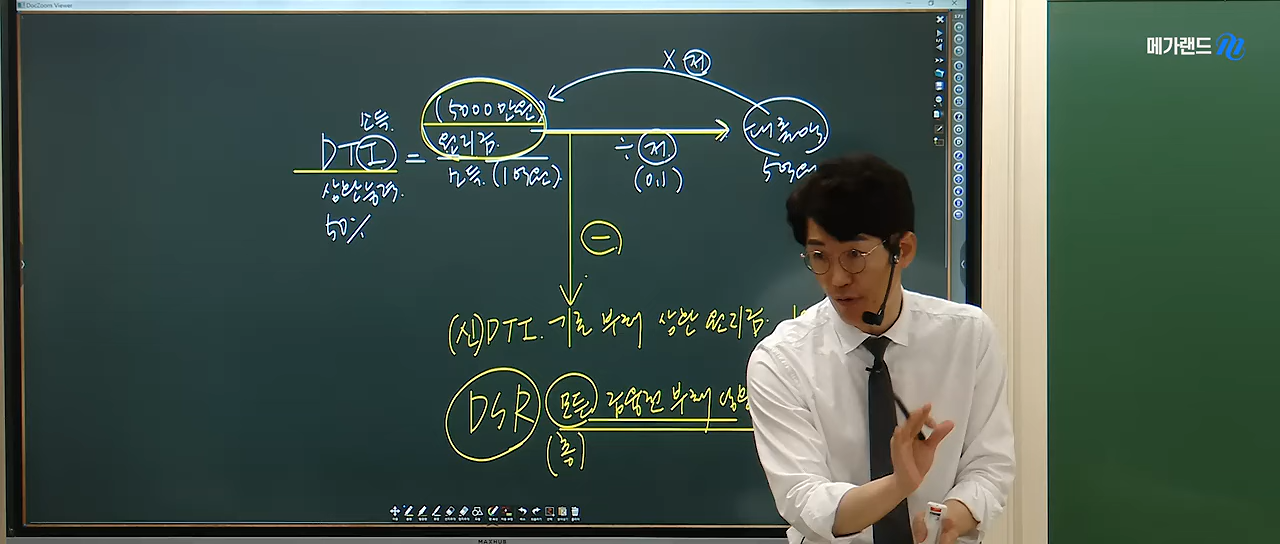 DocZoom Viewer
메가랜드
X 저
소득.
(5000만원)
DTI = 원리금. ÷ 저 대출액
소득. (1억원) (0.1) 5억원
상환능력.
50%
-
(신)DTI. 기존 부채 상환 원리금.
DSR 모든 금융권 부채 상환
(총)
MAXHUB